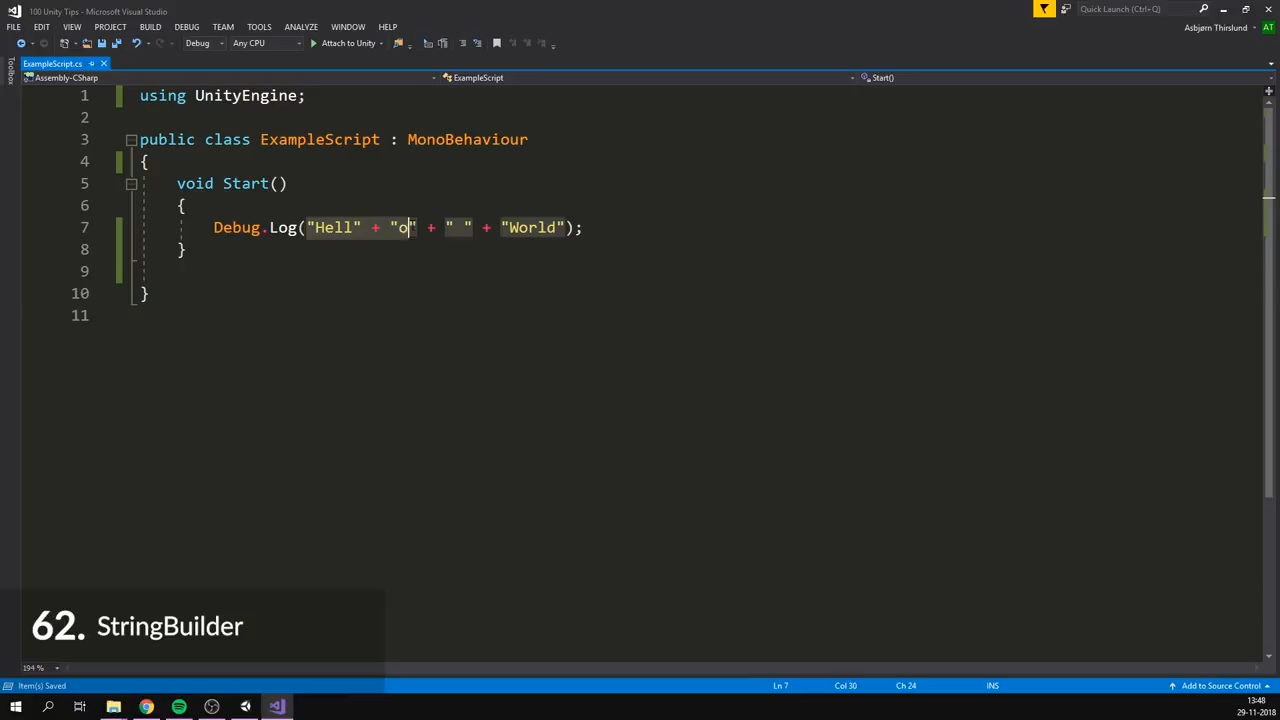 100 Unity Tips - Microsoft Visual Studio
Quick Launch (Ctrl+Q)
FILE EDIT VIEW PROJECT BUILD DEBUG TEAM TOOLS ANALYZE WINDOW HELP
Asbjørn Thirslund AT
Debug Any CPU Attach to Unity
Toolbox
ExampleScript.cs
Assembly-CSharp ExampleScript Start()
1 using UnityEngine;
2
3 public class ExampleScript : MonoBehaviour
4 {
5 void Start()
6 {
7 Debug.Log("Hell" + "o" + " " + "World");
8 }
9
10 }
11
62. StringBuilder
194 %
Item(s) Saved Ln 7 Col 30 Ch 24 INS Add to Source Control
13:48
29-11-2018